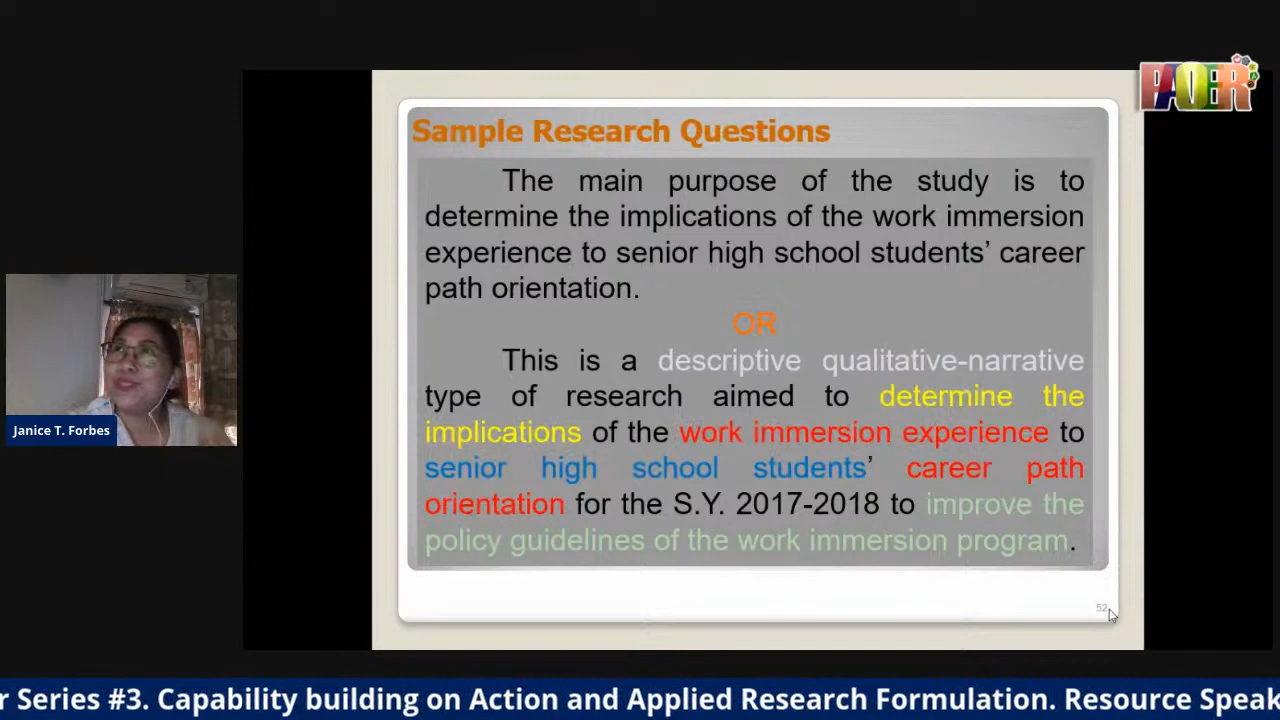 PAOER
Sample Research Questions
The main purpose of the study is to
determine the implications of the work immersion
experience to senior high school students’ career
path orientation.
OR
This is a descriptive qualitative-narrative
type of research aimed to determine the
implications of the work immersion experience to
senior high school students’ career path
orientation for the S.Y. 2017-2018 to improve the
policy guidelines of the work immersion program.
52
Janice T. Forbes
r Series #3. Capability building on Action and Applied Research Formulation. Resource Speak